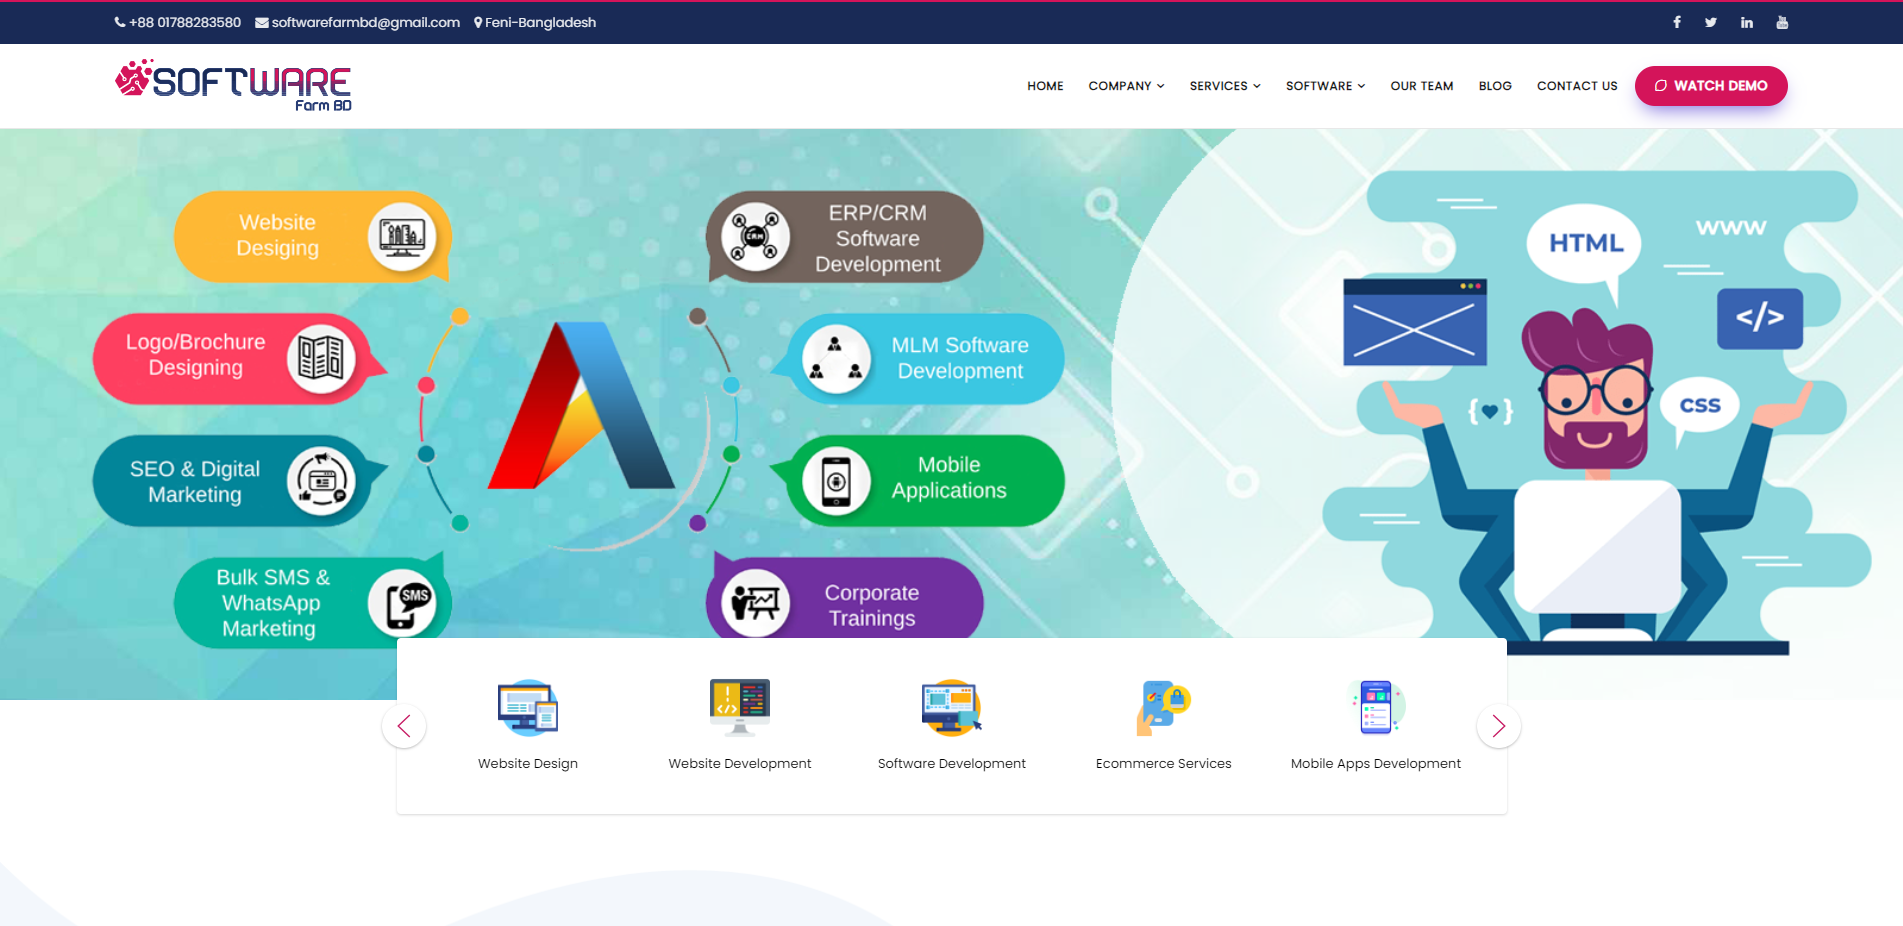 +88 01788283580 softwarefarmbd@gmail.com Feni-Bangladesh
SOFTWARE
Farm BD
HOME COMPANY SERVICES SOFTWARE OUR TEAM BLOG CONTACT US WATCH DEMO
Website
Desiging
Logo/Brochure
Designing
SEO & Digital
Marketing
Bulk SMS &
WhatsApp
Marketing
SMS
ERP/CRM
Software
Development
CRM
MLM Software
Development
Mobile
Applications
Corporate
Trainings
HTML
www
</>
{ }
CSS
Website Design
Website Development
Software Development
Ecommerce Services
Mobile Apps Development